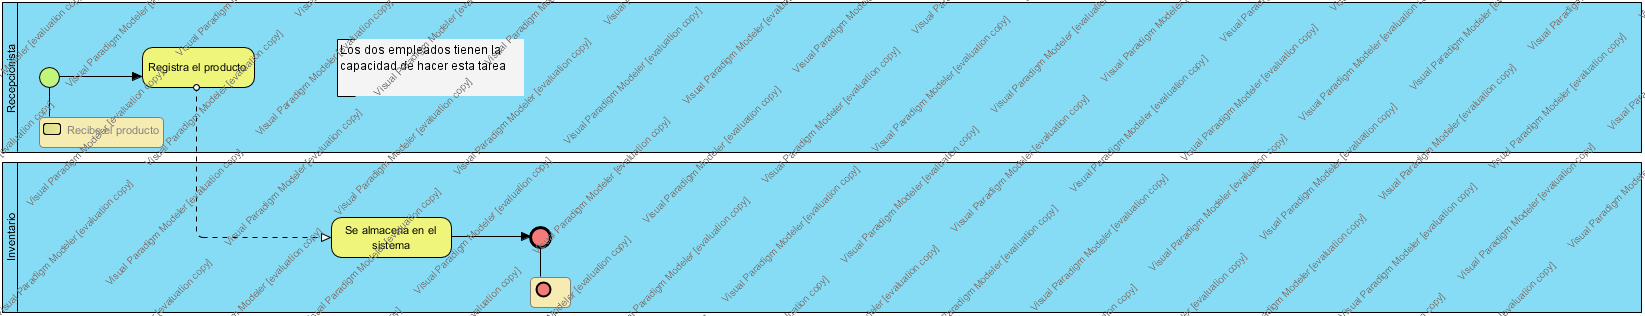 Recepcionista
Registra el producto
Los dos empleados tienen la
capacidad de hacer esta tarea
Recibe el producto
Inventario
Se almacena en el
sistema
Visual Paradigm Modeler [evaluation copy]